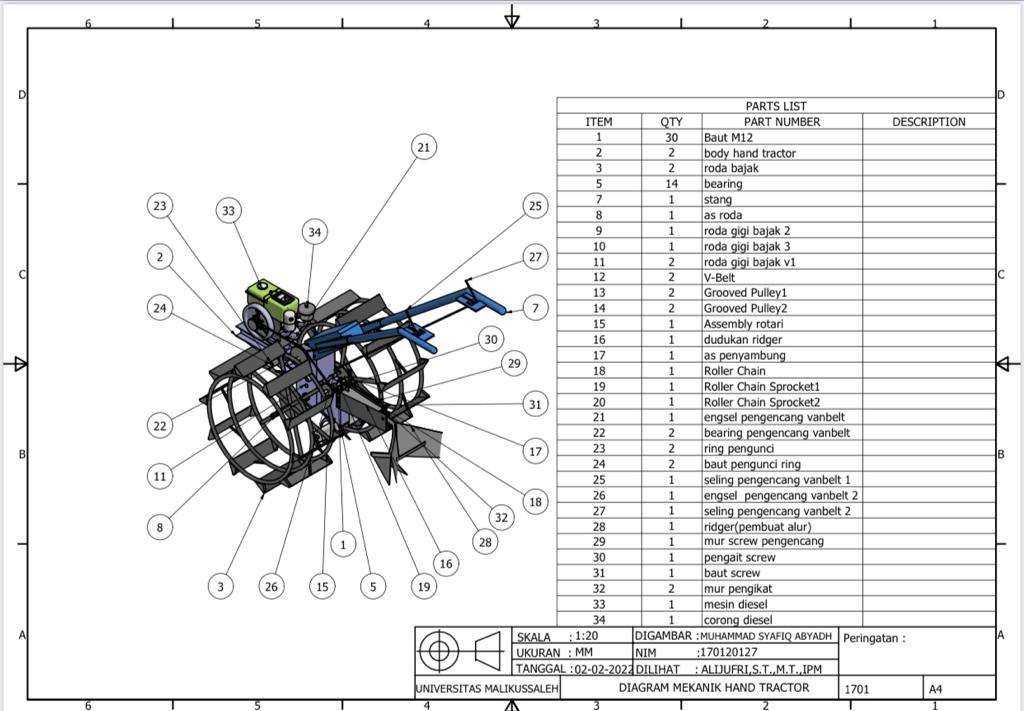 6 5 4 3 2 1
D D
PARTS LIST
ITEM QTY PART NUMBER DESCRIPTION
1 30 Baut M12
2 2 body hand tractor
3 2 roda bajak
5 14 bearing
7 1 stang
8 1 as roda
9 1 roda gigi bajak 2
10 1 roda gigi bajak 3
11 2 roda gigi bajak v1
12 2 V-Belt
13 2 Grooved Pulley1
14 2 Grooved Pulley2
15 1 Assembly rotari
16 1 dudukan ridger
17 1 as penyambung
18 1 Roller Chain
19 1 Roller Chain Sprocket1
20 1 Roller Chain Sprocket2
21 1 engsel pengencang vanbelt
22 2 bearing pengencang vanbelt
23 2 ring pengunci
24 2 baut pengunci ring
25 1 seling pengencang vanbelt 1
26 1 engsel  pengencang vanbelt 2
27 1 seling pengencang vanbelt 2
28 1 ridger(pembuat alur)
29 1 mur screw pengencang
30 1 pengait screw
31 1 baut screw
32 2 mur pengikat
33 1 mesin diesel
34 1 corong diesel
21
23 33 25
34
2 27
C C
24 7
30
29
31
22
17
B B
11
18
8 32
28
1
16
3 26 15 5 19
A A
SKALA : 1:20 DIGAMBAR : MUHAMMAD SYAFIQ ABYADH Peringatan :
UKURAN : MM NIM :170120127
TANGGAL : 02-02-2022 DILIHAT : ALIJUFRI,S.T.,M.T.,IPM
UNIVERSITAS MALIKUSSALEH DIAGRAM MEKANIK HAND TRACTOR 1701 A4
6 5 4 3 2 1